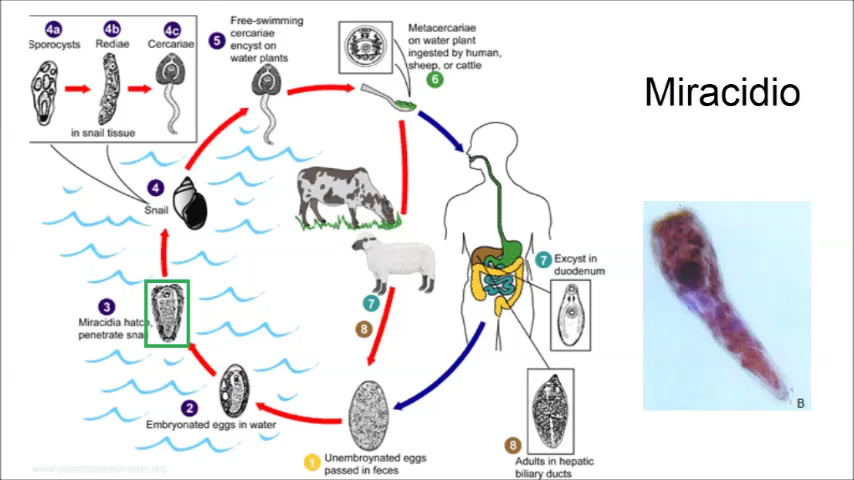 4a
4b
4c
Sporocysts
Rediae
Cercariae
in snail tissue
5
Free-swimming
cercariae
encyst on
water plants
Metacercariae
on water plant
ingested by human,
sheep, or cattle
6
Miracidio
4
Snail
3
Miracidia hatch,
penetrate snail
7
8
7
Excyst in
duodenum
2
Embryonated eggs in water
1
Unembroynated eggs
passed in feces
8
Adults in hepatic
biliary ducts
B